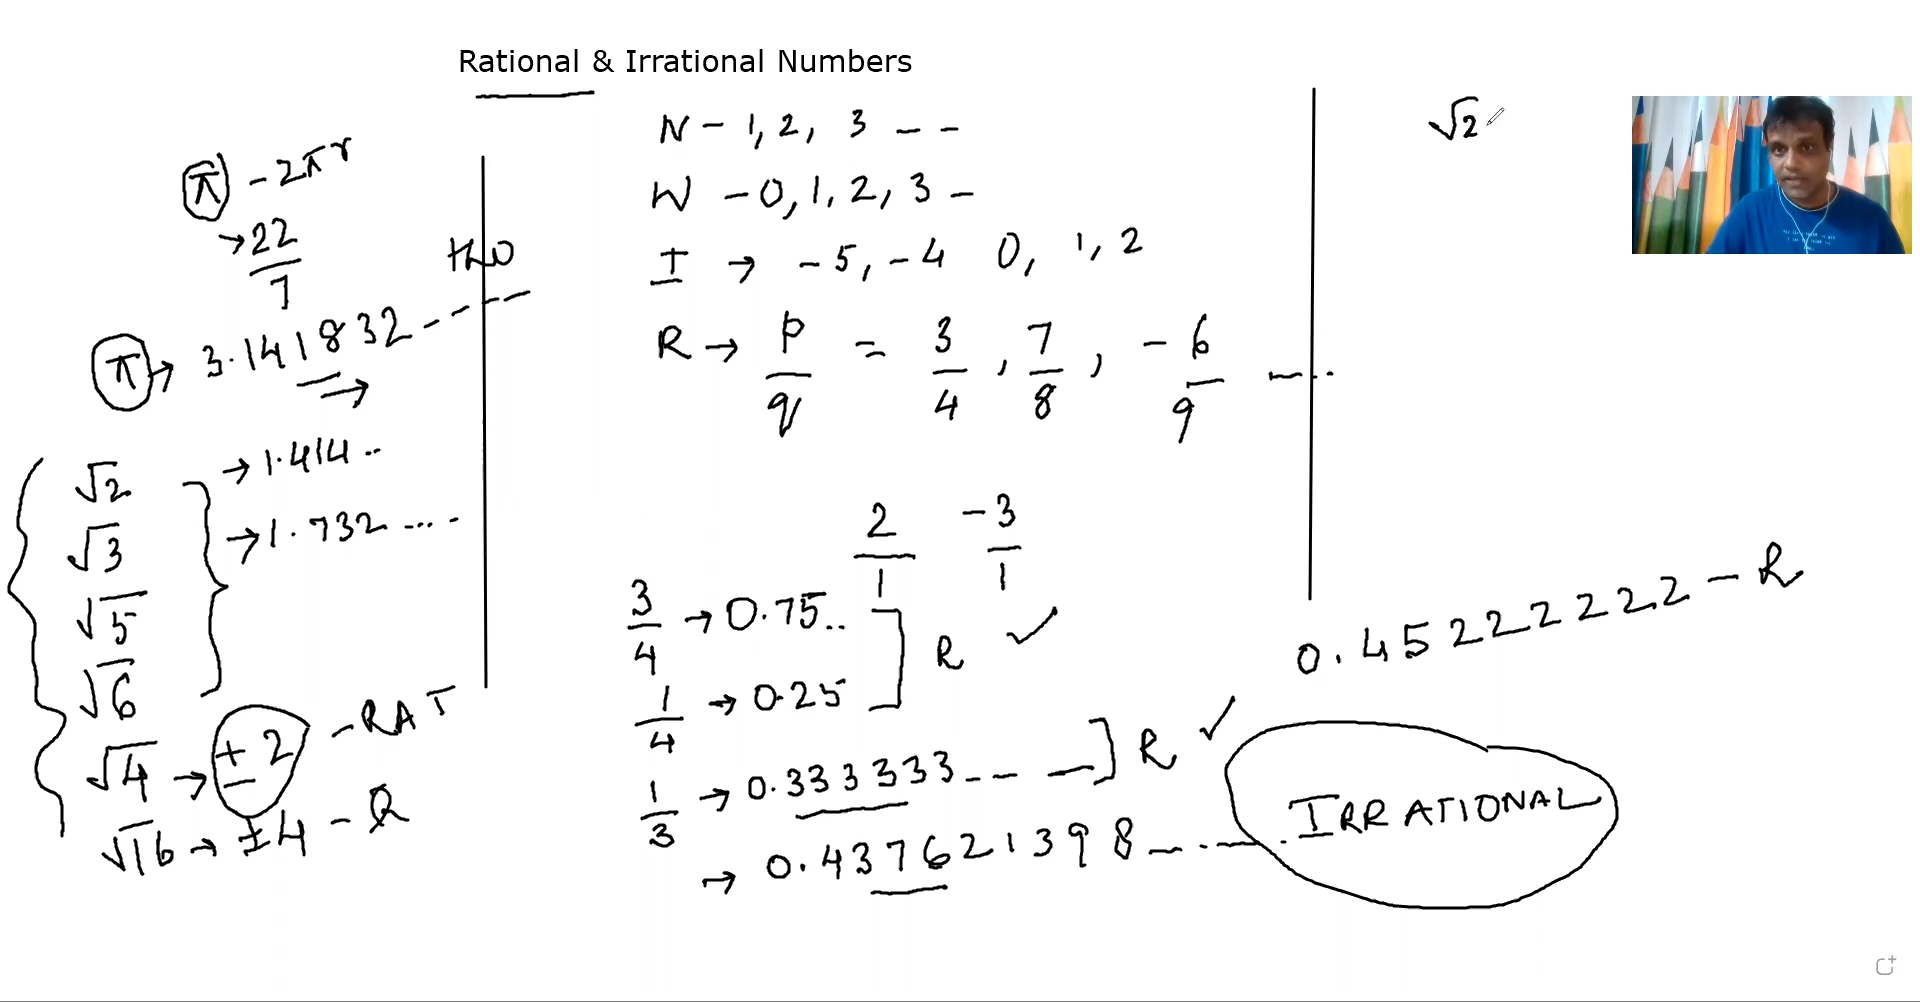 Rational & Irrational Numbers
π - 2πr
→ 22/7
π → 3.141832 -----
√2 → 1.414 ..
√3 → 1.732 ....
√5
√6
√4 → ±2 - RAT
√16 → ±4 - R
N - 1, 2, 3 - -
W - 0, 1, 2, 3 -
I → -5, -4 0, 1, 2
R → p/q = 3/4, 7/8, -6/9 ....
2/1 -3/1
3/4 → 0.75..
1/4 → 0.25 ] R ✓
1/3 → 0.333333-- —] R ✓
→ 0.437621398-.-—. IRRATIONAL
√2
0.45222222 - R